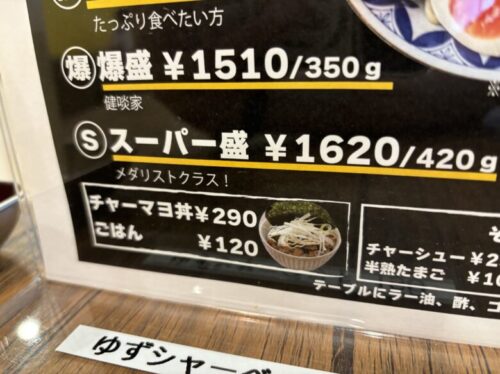 たっぷり食べたい方
爆 爆盛 ¥1510/350g
健啖家
S スーパー盛 ¥1620/420g
メダリストクラス！
チャーマヨ丼¥290
ごはん ¥120
チャーシュー
半熟たまご
テーブルにラー油、酢、
ゆずシャーベ